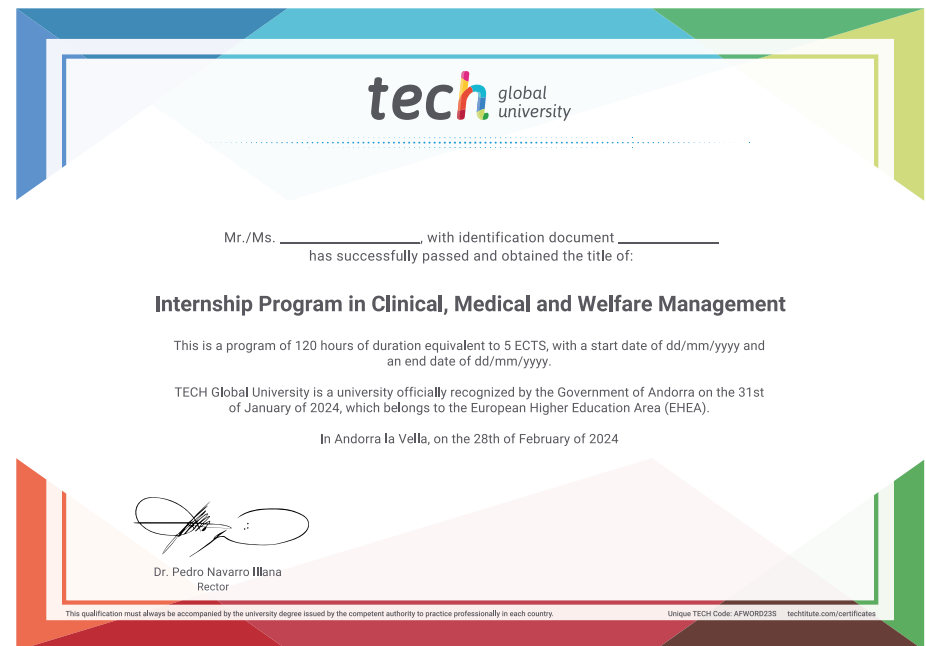 tech global university
Mr./Ms. ____________________, with identification document ______________
has successfully passed and obtained the title of:
Internship Program in Clinical, Medical and Welfare Management
This is a program of 120 hours of duration equivalent to 5 ECTS, with a start date of dd/mm/yyyy and
an end date of dd/mm/yyyy.
TECH Global University is a university officially recognized by the Government of Andorra on the 31st
of January of 2024, which belongs to the European Higher Education Area (EHEA).
In Andorra la Vella, on the 28th of February of 2024
Dr. Pedro Navarro Illana
Rector
This qualification must always be accompanied by the university degree issued by the competent authority to practice professionally in each country.
Unique TECH Code: AFWORD23S techtitute.com/certificates